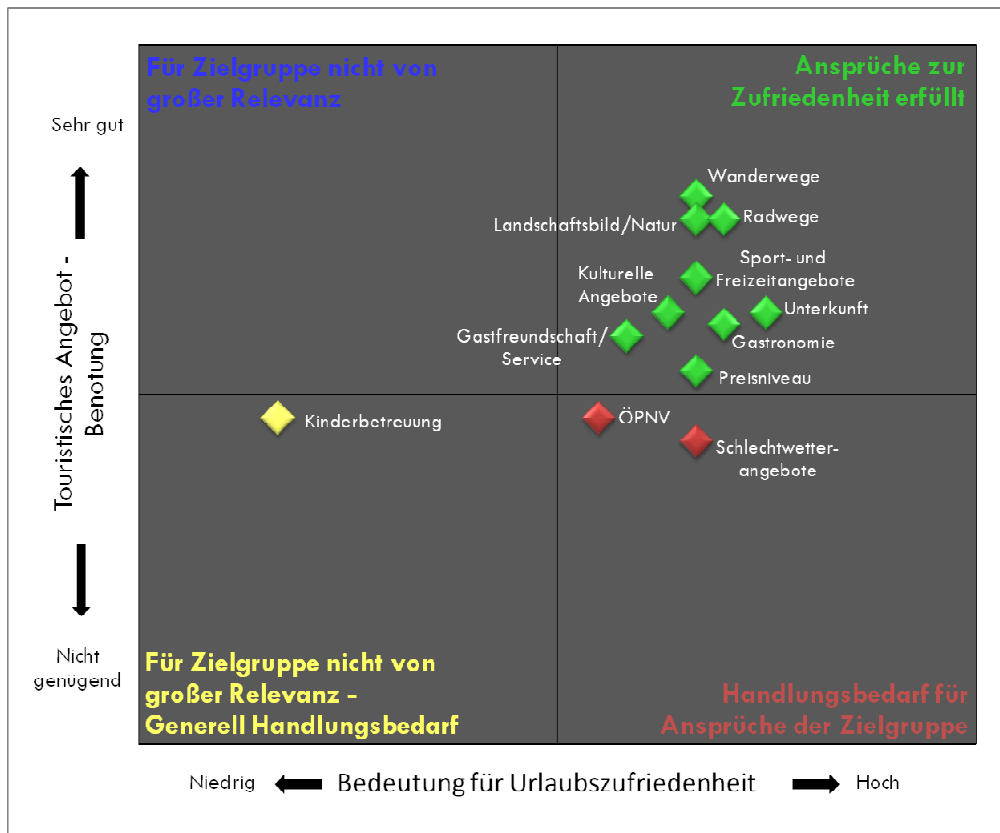 Für Zielgruppe nicht von
großer Relevanz
Ansprüche zur
Zufriedenheit erfüllt
Sehr gut
Touristisches Angebot -
Benotung
Nicht
genügend
Wanderwege
Landschaftsbild/Natur
Radwege
Sport- und
Freizeitangebote
Kulturelle
Angebote
Unterkunft
Gastfreundschaft/
Service
Gastronomie
Preisniveau
Kinderbetreuung
ÖPNV
Schlechtwetter-
angebote
Für Zielgruppe nicht von
großer Relevanz –
Generell Handlungsbedarf
Handlungsbedarf für
Ansprüche der Zielgruppe
Niedrig
Bedeutung für Urlaubszufriedenheit
Hoch